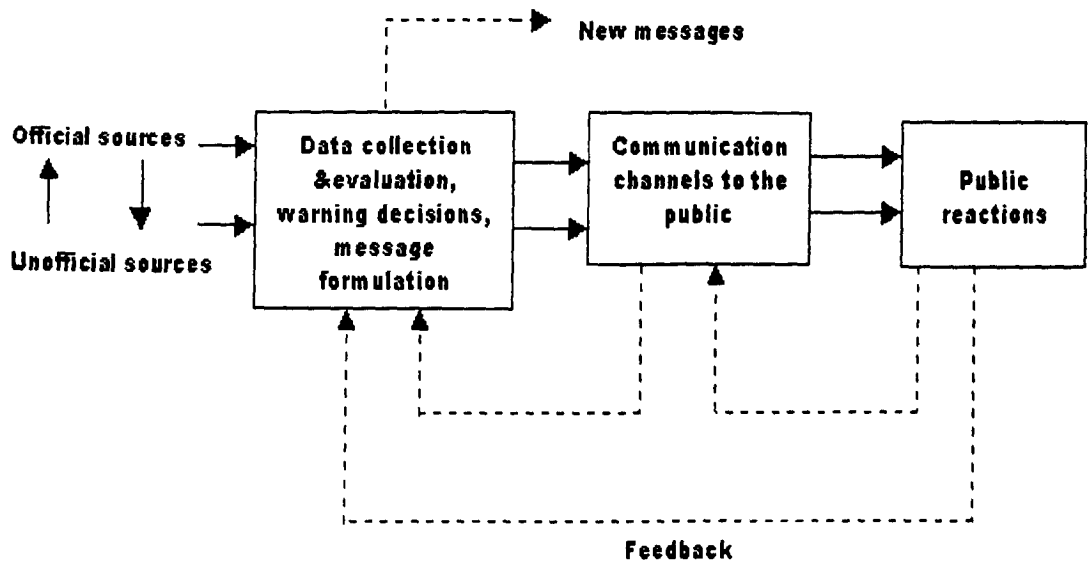 New messages
Official sources
Unofficial sources
Data collection
&evaluation,
warning decisions,
message
formulation
Communication
channels to the
public
Public
reactions
Feedback